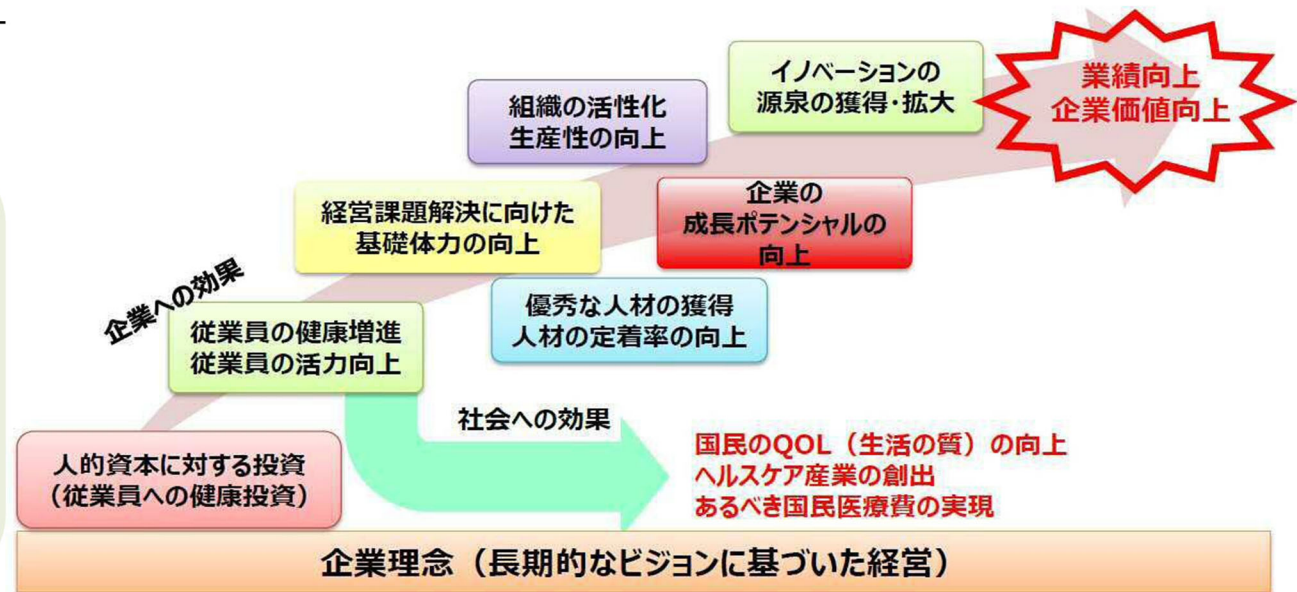 イノベーションの
源泉の獲得・拡大
業績向上
企業価値向上
組織の活性化
生産性の向上
企業の
成長ポテンシャルの
向上
経営課題解決に向けた
基礎体力の向上
優秀な人材の獲得
人材の定着率の向上
企業への効果
従業員の健康増進
従業員の活力向上
社会への効果
国民のQOL（生活の質）の向上
ヘルスケア産業の創出
あるべき国民医療費の実現
人的資本に対する投資
（従業員への健康投資）
企業理念（長期的なビジョンに基づいた経営）